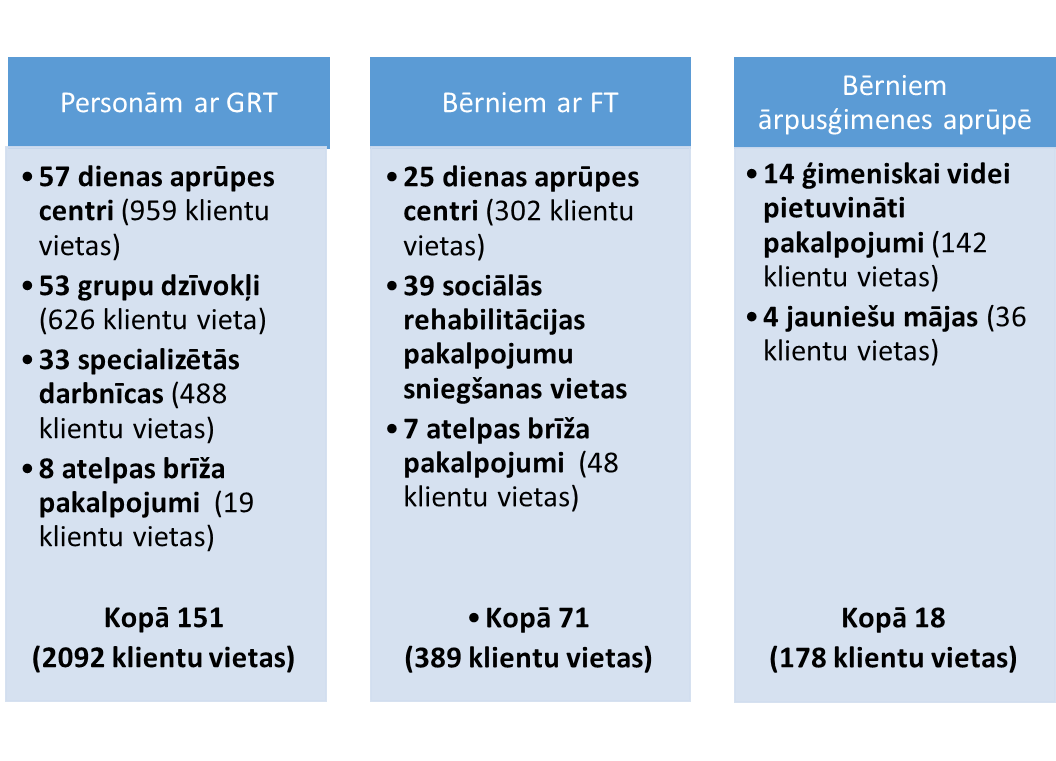 Personām ar GRT
• 57 dienas aprūpes
centri (959 klientu
vietas)
• 53 grupu dzīvokļi
(626 klientu vieta)
• 33 specializētās
darbnīcas (488
klientu vietas)
• 8 atelpas brīža
pakalpojumi (19
klientu vietas)
Kopā 151
(2092 klientu vietas)
Bērniem ar FT
• 25 dienas aprūpes
centri (302 klientu
vietas)
• 39 sociālās
rehabilitācijas
pakalpojumu
sniegšanas vietas
• 7 atelpas brīža
pakalpojumi (48
klientu vietas)
• Kopā 71
(389 klientu vietas)
Bērniem
ārpusģimenes aprūpē
• 14 ģimeniskai videi
pietuvināti
pakalpojumi (142
klientu vietas)
• 4 jauniešu mājas (36
klientu vietas)
Kopā 18
(178 klientu vietas)